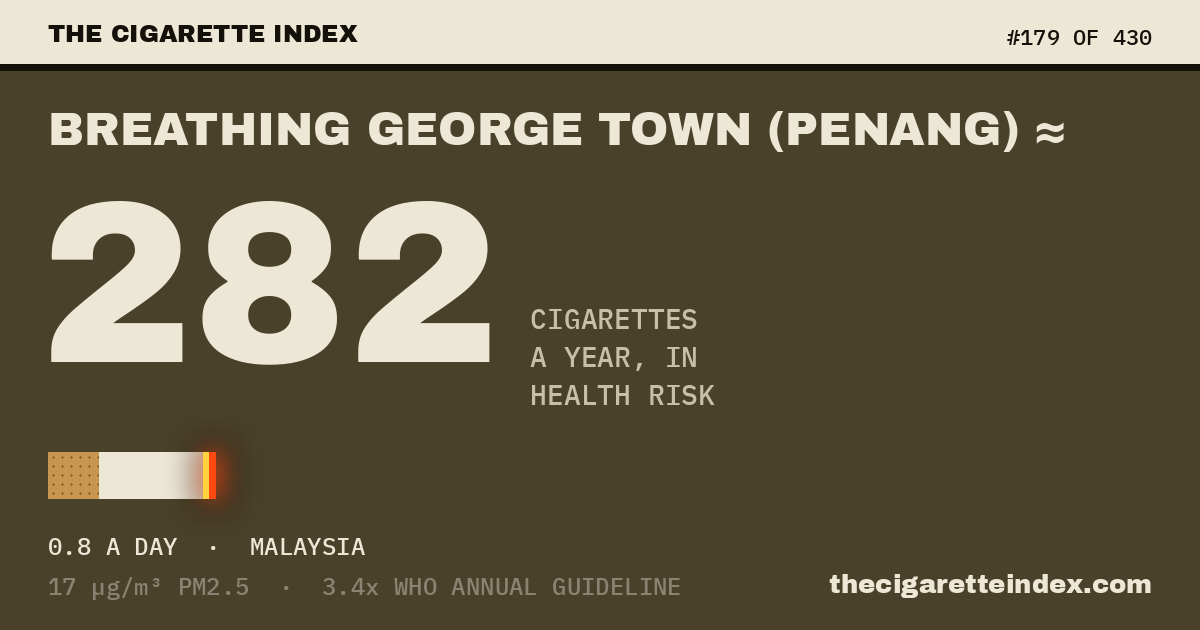 THE CIGARETTE INDEX
#179 OF 430
BREATHING GEORGE TOWN (PENANG) ≈
282
CIGARETTES
A YEAR, IN
HEALTH RISK
0.8 A DAY · MALAYSIA
17 µg/m³ PM2.5 · 3.4x WHO ANNUAL GUIDELINE
thecigaretteindex.com